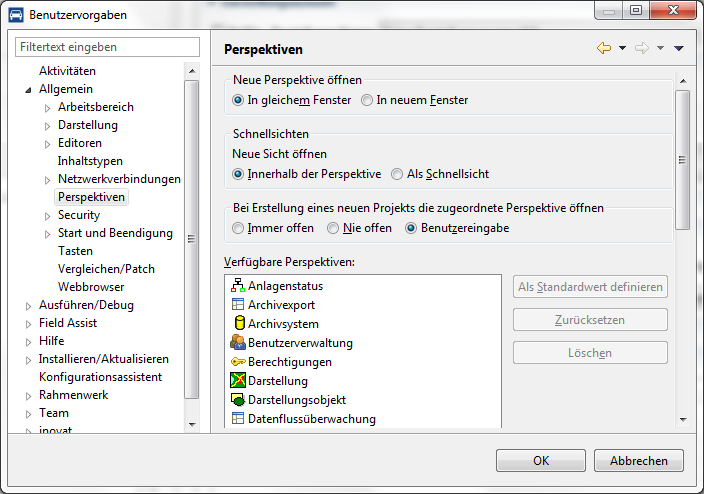 Benutzervorgaben
Filtertext eingeben
Aktivitäten
Allgemein
Arbeitsbereich
Darstellung
Editoren
Inhaltstypen
Netzwerkverbindungen
Perspektiven
Security
Start und Beendigung
Tasten
Vergleichen/Patch
Webbrowser
Ausführen/Debug
Field Assist
Hilfe
Installieren/Aktualisieren
Konfigurationsassistent
Rahmenwerk
Team
inovat
Perspektiven
Neue Perspektive öffnen
In gleichem Fenster In neuem Fenster
Schnellsichten
Neue Sicht öffnen
Innerhalb der Perspektive Als Schnellsicht
Bei Erstellung eines neuen Projekts die zugeordnete Perspektive öffnen
Immer offen Nie offen Benutzereingabe
Verfügbare Perspektiven:
Anlagenstatus
Archivexport
Archivsystem
Benutzerverwaltung
Berechtigungen
Darstellung
Darstellungsobjekt
Datenflussüberwachung
Als Standardwert definieren
Zurücksetzen
Löschen
OK Abbrechen